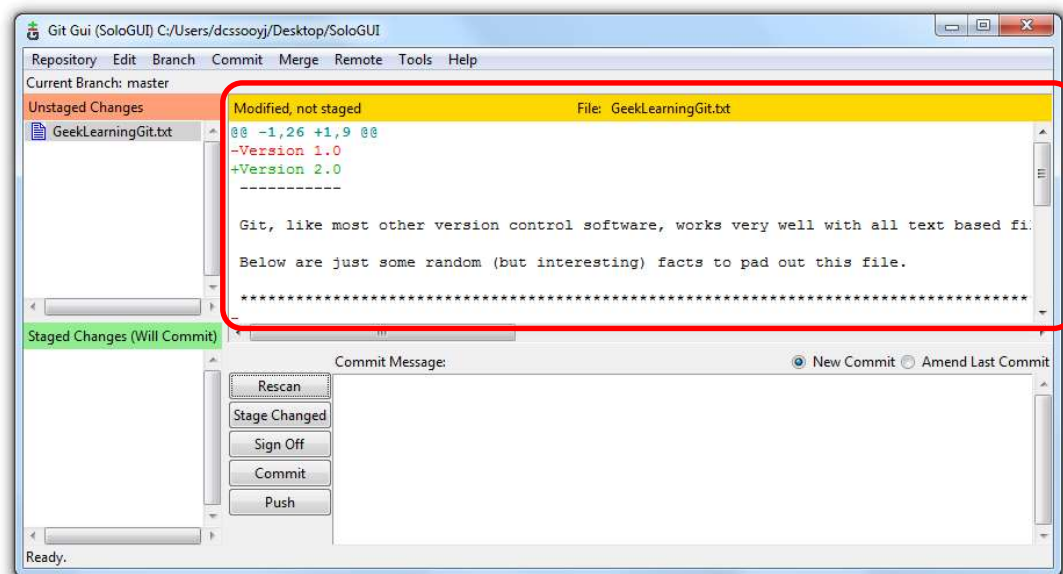 Git Gui (SoloGUI) C:/Users/dcssooyj/Desktop/SoloGUI
Repository Edit Branch Commit Merge Remote Tools Help
Current Branch: master
Unstaged Changes
GeekLearningGit.txt
Modified, not staged File: GeekLearningGit.txt
@@ -1,26 +1,9 @@
-Version 1.0
+Version 2.0
-----------
Git, like most other version control software, works very well with all text based
Below are just some random (but interesting) facts to pad out this file.
*************************************************************************************
-
Staged Changes (Will Commit)
Commit Message:
New Commit Amend Last Commit
Rescan
Stage Changed
Sign Off
Commit
Push
Ready.